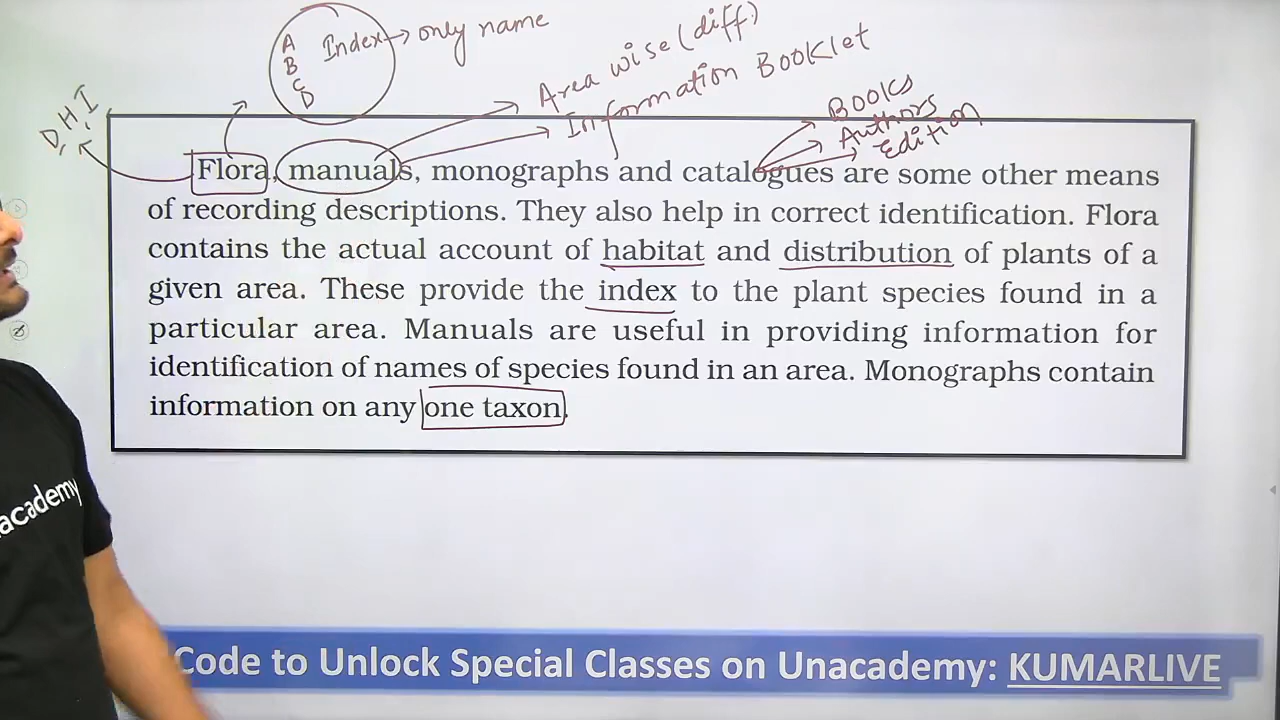 A Index → only name
B
C
D
Area wise (diff)
Information Booklet
Books
Authors
Edition
D, H, I
Flora, manuals, monographs and catalogues are some other means
of recording descriptions. They also help in correct identification. Flora
contains the actual account of habitat and distribution of plants of a
given area. These provide the index to the plant species found in a
particular area. Manuals are useful in providing information for
identification of names of species found in an area. Monographs contain
information on any one taxon.
academy
Code to Unlock Special Classes on Unacademy: KUMARLIVE